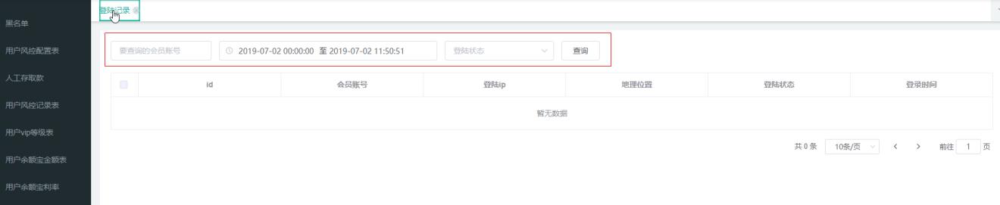 登陆记录
黑名单
用户风控配置表
人工存取款
用户风控记录表
用户vip等级表
用户余额宝金额表
用户余额宝利率
要查询的会员账号 2019-07-02 00:00:00 至 2019-07-02 11:50:51 登陆状态 查询
id 会员账号 登陆ip 地理位置 登陆状态 登录时间
暂无数据
共 0 条 10条/页 前往 1 页